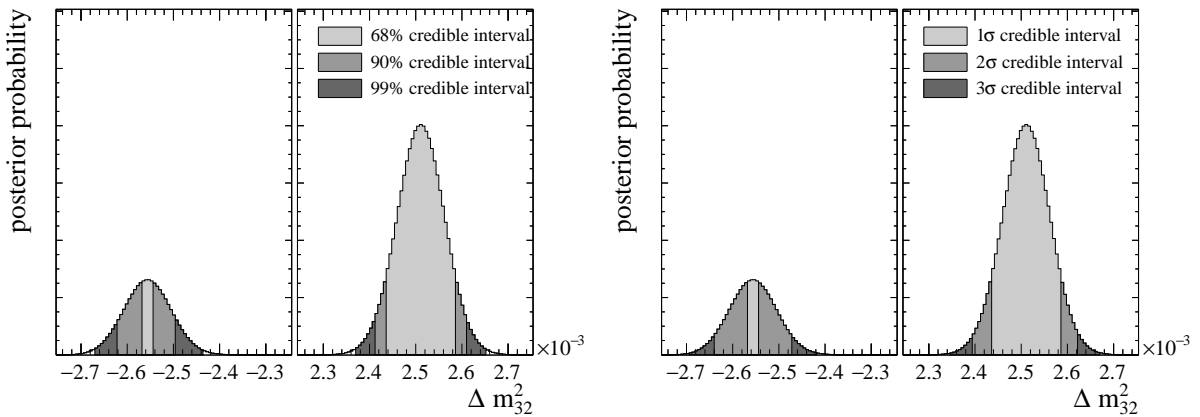 posterior probability
68% credible interval
90% credible interval
99% credible interval
−2.7 −2.6 −2.5 −2.4 −2.3 2.3 2.4 2.5 2.6 2.7
×10⁻³
Δ m²₃₂
posterior probability
1σ credible interval
2σ credible interval
3σ credible interval
−2.7 −2.6 −2.5 −2.4 −2.3 2.3 2.4 2.5 2.6 2.7
×10⁻³
Δ m²₃₂